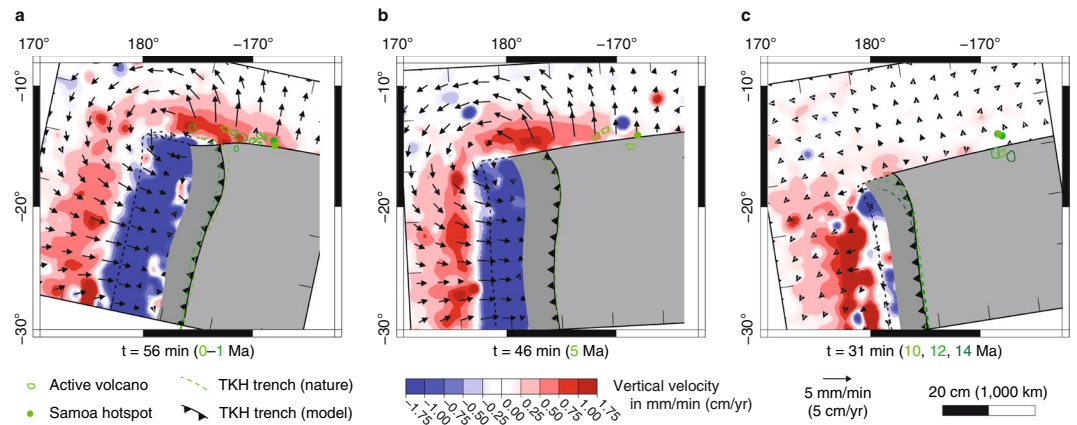 a
b
c
170° 180° −170°
170° 180° −170°
170° 180° −170°
−10°
−20°
−30°
−10°
−20°
−30°
−10°
−20°
−30°
t = 56 min (0–1 Ma)
t = 46 min (5 Ma)
t = 31 min (10, 12, 14 Ma)
Active volcano
Samoa hotspot
TKH trench (nature)
TKH trench (model)
−1.75 −1.00 −0.75 −0.50 −0.25 0.00 0.25 0.50 0.75 1.00 1.75
Vertical velocity
in mm/min (cm/yr)
5 mm/min
(5 cm/yr)
20 cm (1,000 km)